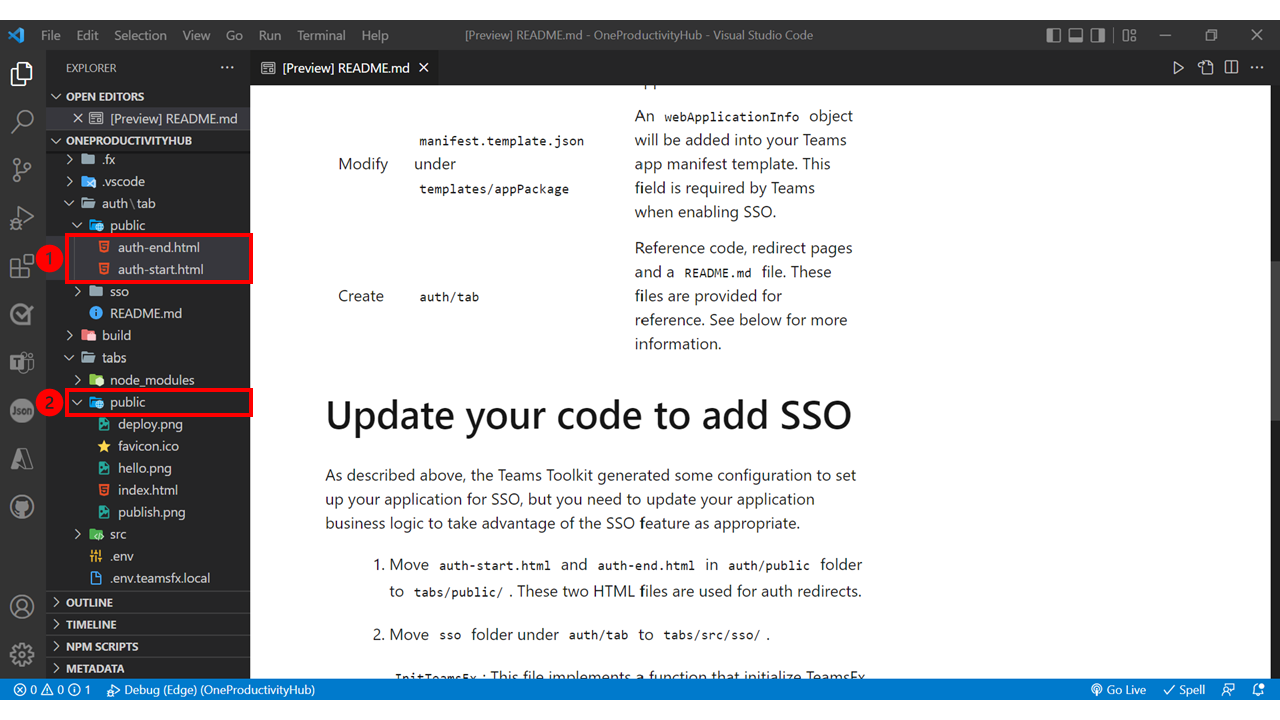 File Edit Selection View Go Run Terminal Help [Preview] README.md - OneProductivityHub - Visual Studio Code
EXPLORER
OPEN EDITORS
[Preview] README.md
ONEPRODUCTIVITYHUB
.fx
.vscode
auth\tab
public
1
auth-end.html
auth-start.html
sso
README.md
build
tabs
node_modules
2
public
deploy.png
favicon.ico
hello.png
index.html
publish.png
src
.env
.env.teamsfx.local
OUTLINE
TIMELINE
NPM SCRIPTS
METADATA
Json
[Preview] README.md
Modify
manifest.template.json
under
templates/appPackage
An webApplicationInfo object
will be added into your Teams
app manifest template. This
field is required by Teams
when enabling SSO.
Create
auth/tab
Reference code, redirect pages
and a README.md file. These
files are provided for
reference. See below for more
information.
Update your code to add SSO
As described above, the Teams Toolkit generated some configuration to set
up your application for SSO, but you need to update your application
business logic to take advantage of the SSO feature as appropriate.
1. Move auth-start.html and auth-end.html in auth/public folder
to tabs/public/ . These two HTML files are used for auth redirects.
2. Move sso folder under auth/tab to tabs/src/sso/ .
InitTeamsFx : This file implements a function that initialize TeamsFx
0 0 1 Debug (Edge) (OneProductivityHub) Go Live Spell